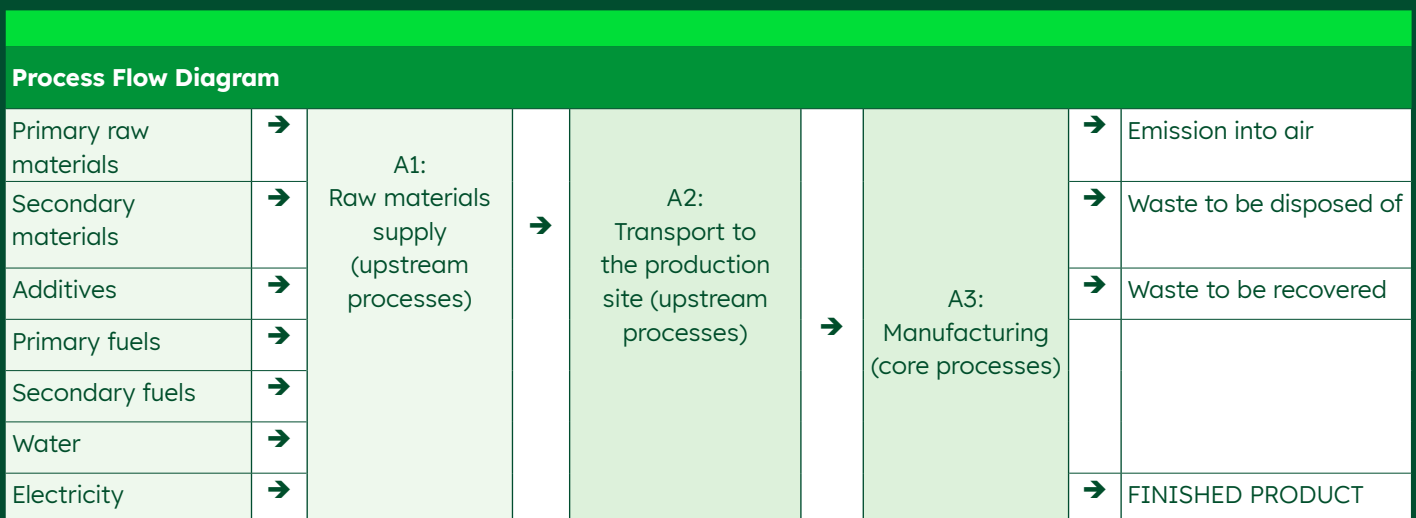 Process Flow Diagram
Primary raw
materials
➔
Secondary
materials
➔
Additives
➔
Primary fuels
➔
Secondary fuels
➔
Water
➔
Electricity
➔
A1:
Raw materials
supply
(upstream
processes)
➔
A2:
Transport to
the production
site (upstream
processes)
➔
A3:
Manufacturing
(core processes)
➔
Emission into air
➔
Waste to be disposed of
➔
Waste to be recovered
➔
FINISHED PRODUCT